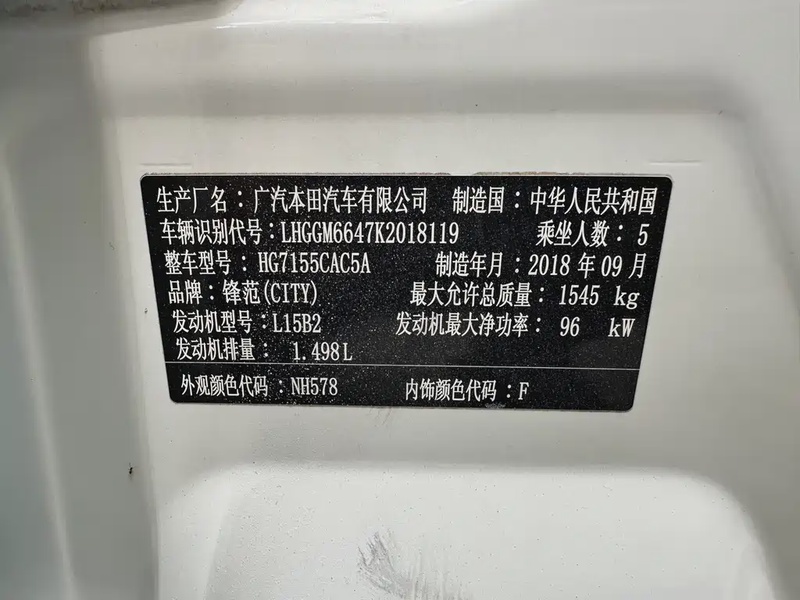 生产厂名：广汽本田汽车有限公司 制造国：中华人民共和国
车辆识别代号：LHGGM6647K2018119 乘坐人数：5
整车型号：HG7155CAC5A 制造年月：2018 年 09 月
品牌：锋范(CITY) 最大允许总质量：1545 kg
发动机型号：L15B2 发动机最大净功率：96 kW
发动机排量：1.498L
外观颜色代码：NH578 内饰颜色代码：F